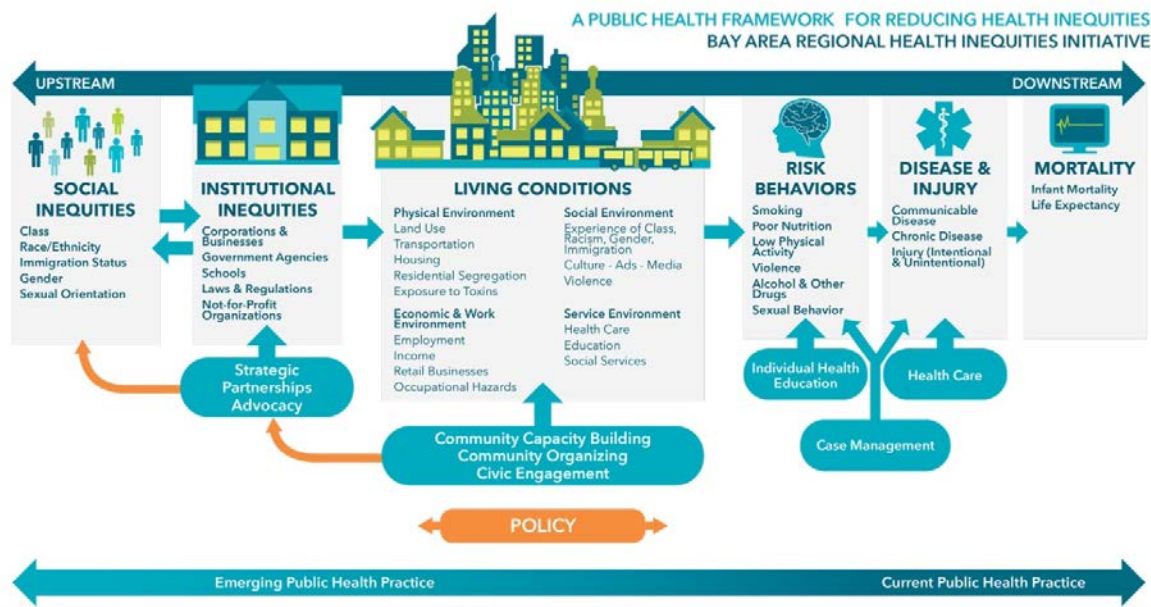 A PUBLIC HEALTH FRAMEWORK FOR REDUCING HEALTH INEQUITIES
BAY AREA REGIONAL HEALTH INEQUITIES INITIATIVE
UPSTREAM
DOWNSTREAM
SOCIAL
INEQUITIES
Class
Race/Ethnicity
Immigration Status
Gender
Sexual Orientation
INSTITUTIONAL
INEQUITIES
Corporations &
Businesses
Government Agencies
Schools
Laws & Regulations
Not-for-Profit
Organizations
LIVING CONDITIONS
Physical Environment
Land Use
Transportation
Housing
Residential Segregation
Exposure to Toxins
Economic & Work
Environment
Employment
Income
Retail Businesses
Occupational Hazards
Social Environment
Experience of Class,
Racism, Gender,
Immigration
Culture - Ads - Media
Violence
Service Environment
Health Care
Education
Social Services
RISK
BEHAVIORS
Smoking
Poor Nutrition
Low Physical
Activity
Violence
Alcohol & Other
Drugs
Sexual Behavior
DISEASE &
INJURY
Communicable
Disease
Chronic Disease
Injury (Intentional
& Unintentional)
MORTALITY
Infant Mortality
Life Expectancy
Strategic
Partnerships
Advocacy
Community Capacity Building
Community Organizing
Civic Engagement
Individual Health
Education
Health Care
Case Management
POLICY
Emerging Public Health Practice
Current Public Health Practice